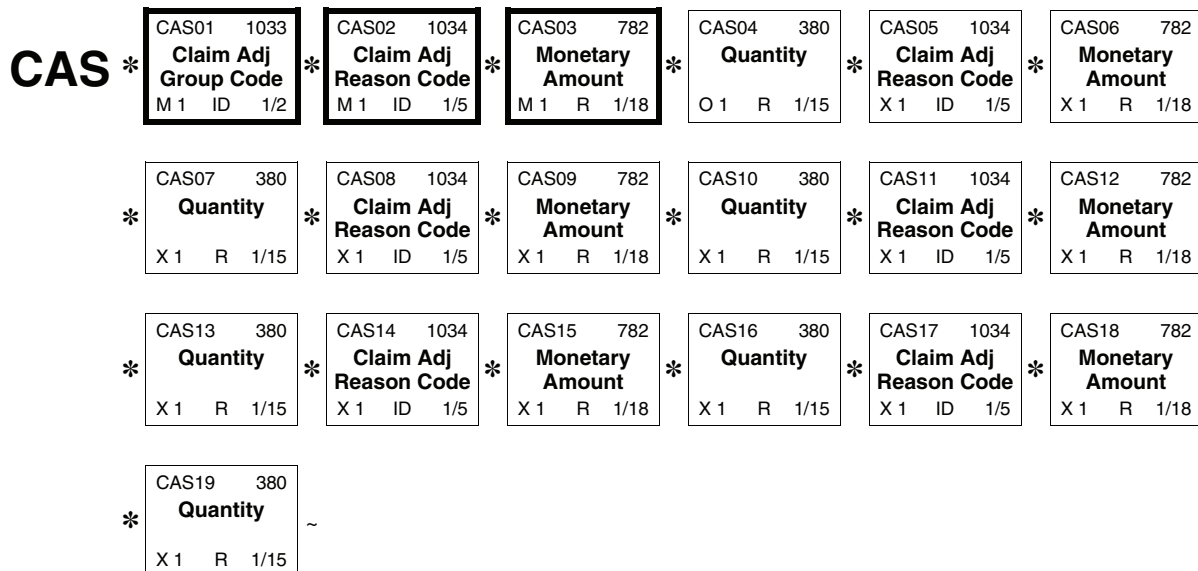 CAS * CAS01 1033 * CAS02 1034 * CAS03 782 * CAS04 380 * CAS05 1034 * CAS06 782
Claim Adj Claim Adj Monetary Quantity Claim Adj Monetary
Group Code Reason Code Amount Reason Code Amount
M 1 ID 1/2 M 1 ID 1/5 M 1 R 1/18 O 1 R 1/15 X 1 ID 1/5 X 1 R 1/18
* CAS07 380 * CAS08 1034 * CAS09 782 * CAS10 380 * CAS11 1034 * CAS12 782
Quantity Claim Adj Monetary Quantity Claim Adj Monetary
Reason Code Amount Reason Code Amount
X 1 R 1/15 X 1 ID 1/5 X 1 R 1/18 X 1 R 1/15 X 1 ID 1/5 X 1 R 1/18
* CAS13 380 * CAS14 1034 * CAS15 782 * CAS16 380 * CAS17 1034 * CAS18 782
Quantity Claim Adj Monetary Quantity Claim Adj Monetary
Reason Code Amount Reason Code Amount
X 1 R 1/15 X 1 ID 1/5 X 1 R 1/18 X 1 R 1/15 X 1 ID 1/5 X 1 R 1/18
* CAS19 380 ~
Quantity
X 1 R 1/15